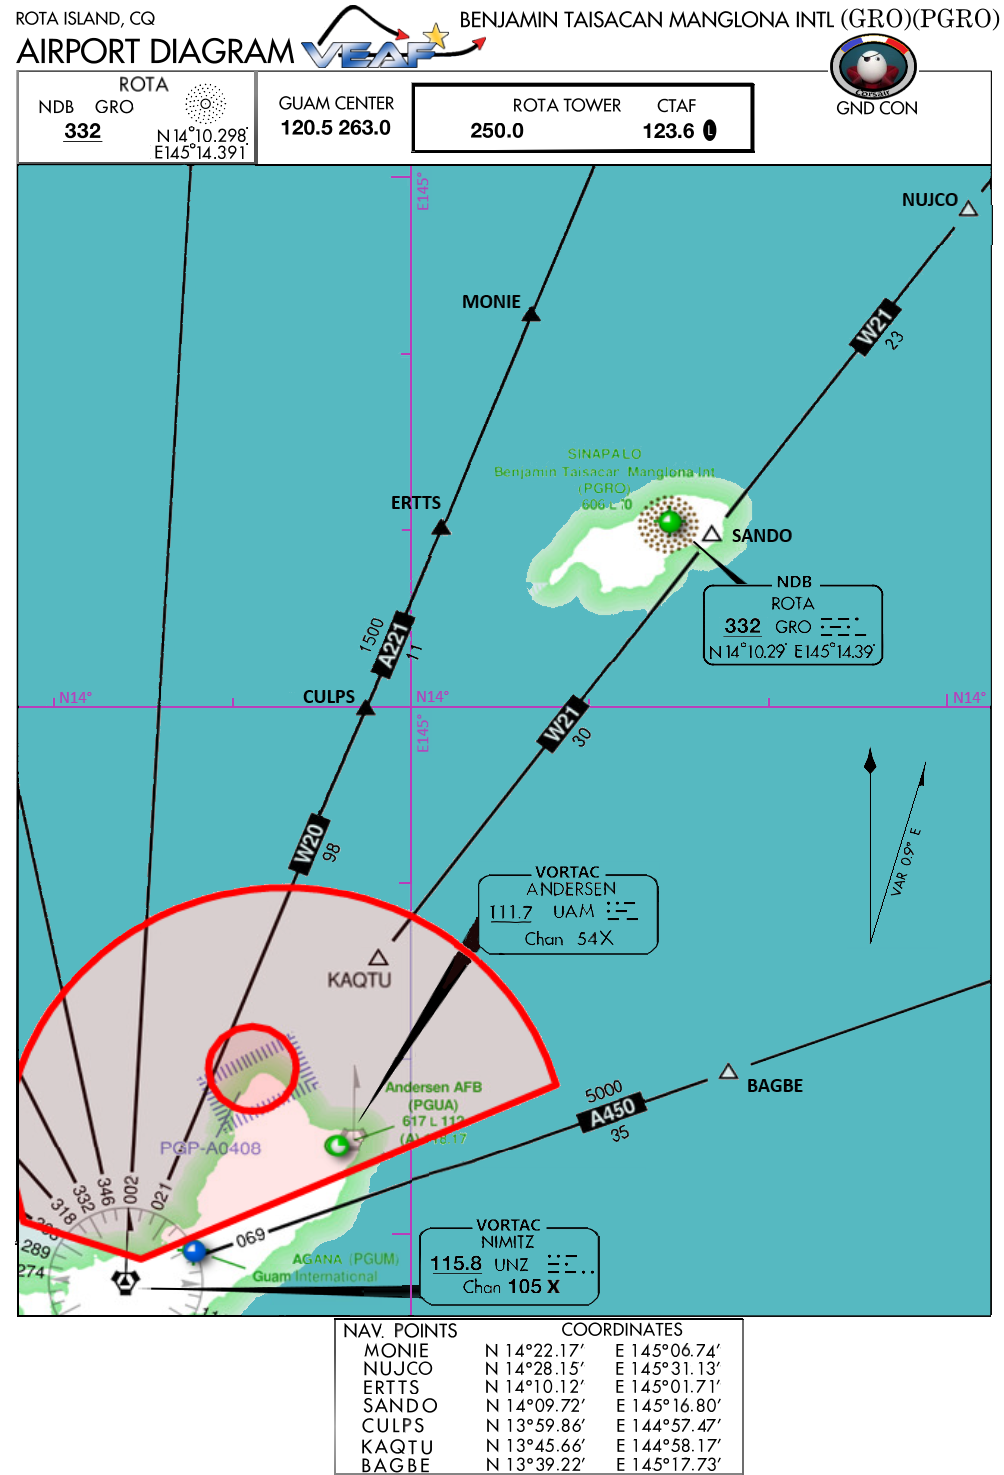 ROTA ISLAND, CQ
BENJAMIN TAISACAN MANGLONA INTL (GRO)(PGRO)
AIRPORT DIAGRAM
VEAF
Corsair
GND CON
ROTA
NDB GRO
332
N 14°10.298'
E145°14.391'
GUAM CENTER
120.5 263.0
ROTA TOWER CTAF
250.0 123.6 L
E145°
NUJCO
MONIE
W21
23
SINAPALO
Benjamin Taisacan Manglona Int
(PGRO)
ERTTS
SANDO
NDB
ROTA
332 GRO
N 14°10.29' E145°14.39'
1500
A221
11
N14°
CULPS
N14°
N14°
E145°
W21
30
W20
98
VAR 0.9° E
VORTAC
ANDERSEN
111.7 UAM
Chan 54X
KAQTU
BAGBE
5000
A450
35
Andersen AFB
(PGUA)
617 L 112
PGP-A0408
002
346
332
318
021
289
274
069
AGANA (PGUM)
Guam International
VORTAC
NIMITZ
115.8 UNZ
Chan 105 X
NAV. POINTS COORDINATES
MONIE N 14°22.17' E 145°06.74'
NUJCO N 14°28.15' E 145°31.13'
ERTTS N 14°10.12' E 145°01.71'
SANDO N 14°09.72' E 145°16.80'
CULPS N 13°59.86' E 144°57.47'
KAQTU N 13°45.66' E 144°58.17'
BAGBE N 13°39.22' E 145°17.73'